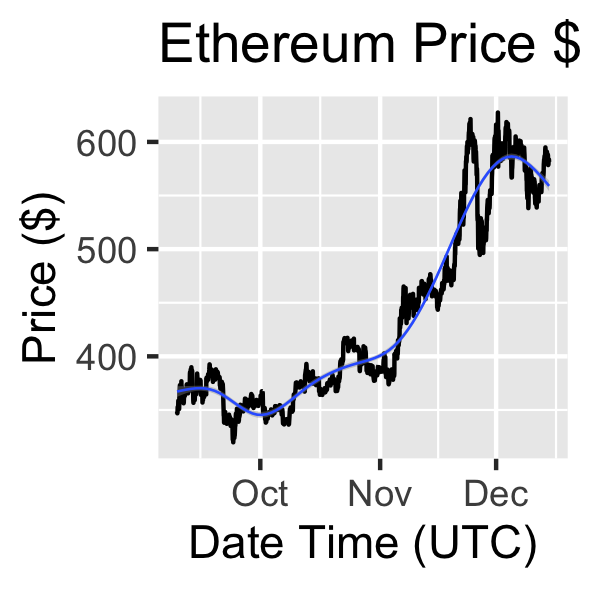 Ethereum Price $
600
500
400
Price ($)
Oct Nov Dec
Date Time (UTC)